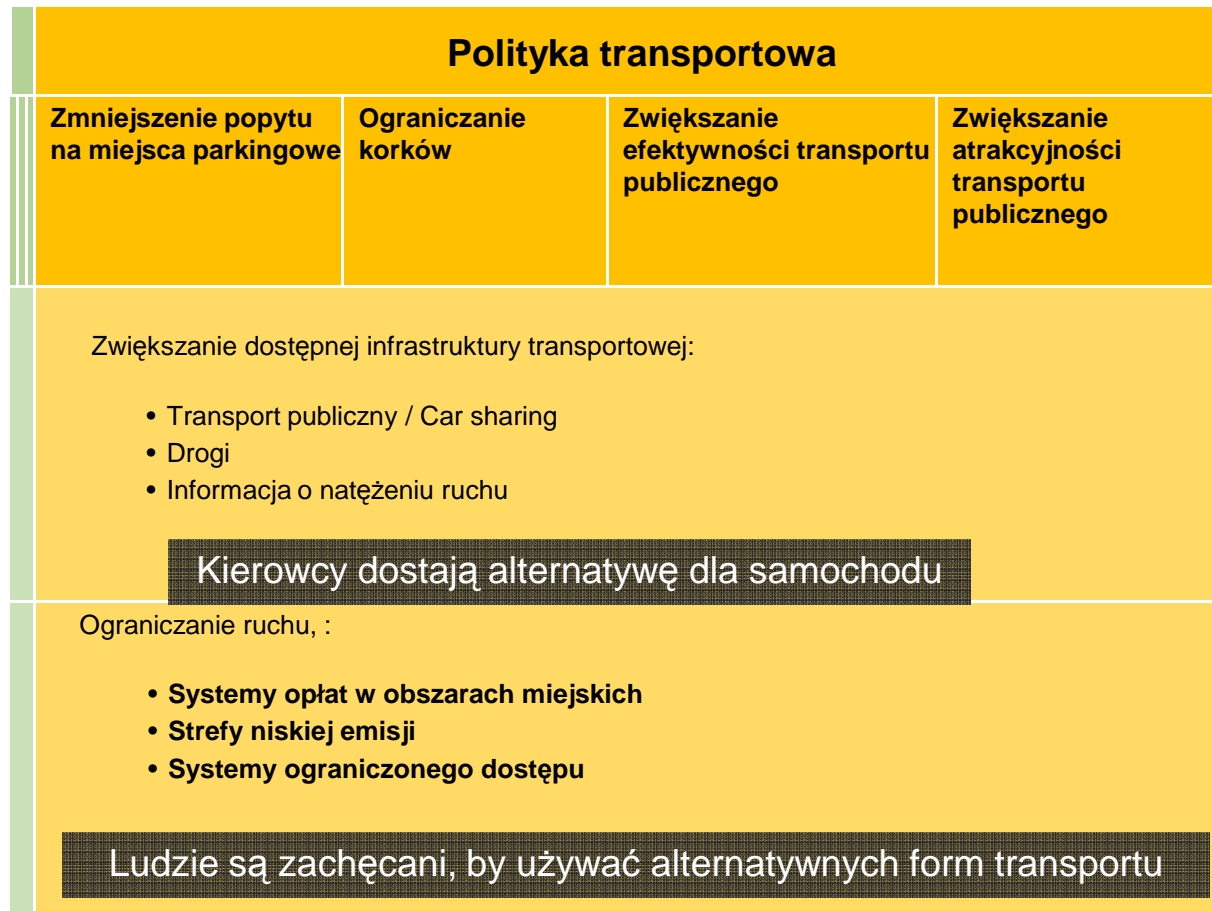 Polityka transportowa
Zmniejszenie popytu
na miejsca parkingowe
Ograniczanie
korków
Zwiększanie
efektywności transportu
publicznego
Zwiększanie
atrakcyjności
transportu
publicznego
Zwiększanie dostępnej infrastruktury transportowej:
• Transport publiczny / Car sharing
• Drogi
• Informacja o natężeniu ruchu
Kierowcy dostają alternatywę dla samochodu
Ograniczanie ruchu, :
• Systemy opłat w obszarach miejskich
• Strefy niskiej emisji
• Systemy ograniczonego dostępu
Ludzie są zachęcani, by używać alternatywnych form transportu